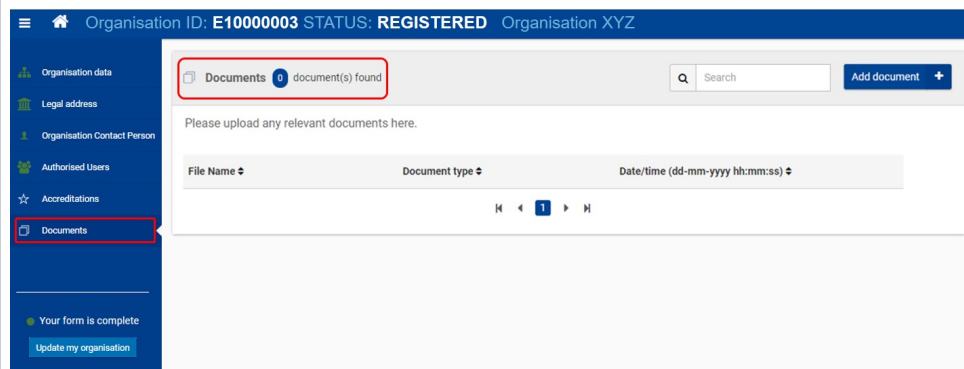 Organisation ID: E10000003 STATUS: REGISTERED Organisation XYZ
Organisation data
Legal address
Organisation Contact Person
Authorised Users
Accreditations
Documents
Your form is complete
Update my organisation
Documents 0 document(s) found
Search
Add document +
Please upload any relevant documents here.
File Name Document type Date/time (dd-mm-yyyy hh:mm:ss)
1